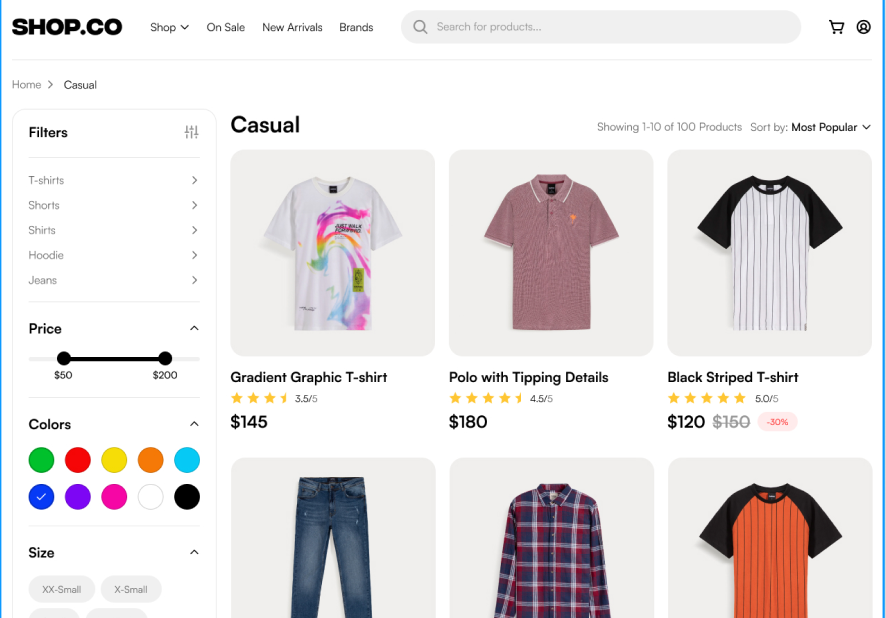 SHOP.CO
Shop On Sale New Arrivals Brands
Search for products...
Home > Casual
Filters
T-shirts
Shorts
Shirts
Hoodie
Jeans
Price
$50 $200
Colors
Size
XX-Small X-Small
Casual
Showing 1-10 of 100 Products Sort by: Most Popular
JUST WALK
Gradient Graphic T-shirt
3.5/5
$145
Polo with Tipping Details
4.5/5
$180
Black Striped T-shirt
5.0/5
$120 $150 -30%